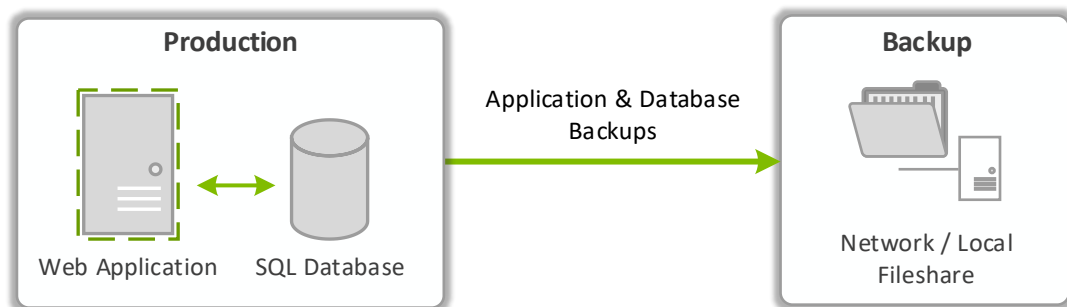 Production
Web Application
SQL Database
Application & Database
Backups
Backup
Network / Local
Fileshare